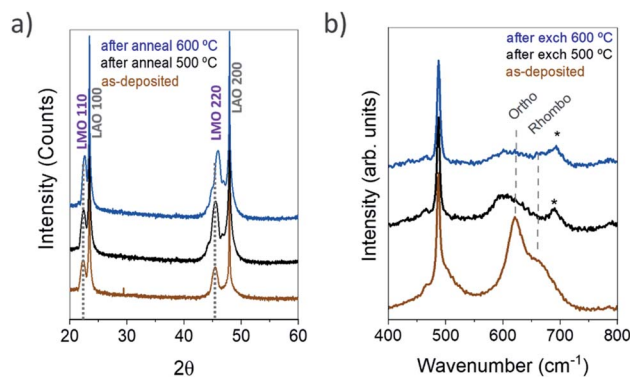 a)
after anneal 600 ºC
after anneal 500 ºC
as-deposited
LMO 110
LAO 100
LMO 220
LAO 200
Intensity (Counts)
20 30 40 50 60
2θ
b)
after exch 600 ºC
after exch 500 ºC
as-deposited
Ortho
Rhombo
*
*
Intensity (arb. units)
400 500 600 700 800
Wavenumber (cm⁻¹)